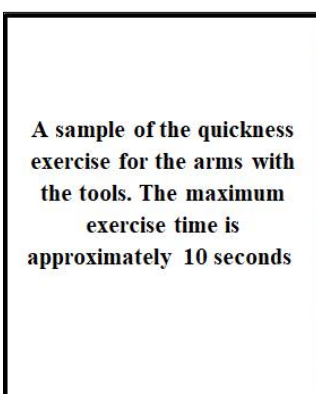 A sample of the quickness
exercise for the arms with
the tools. The maximum
exercise time is
approximately 10 seconds